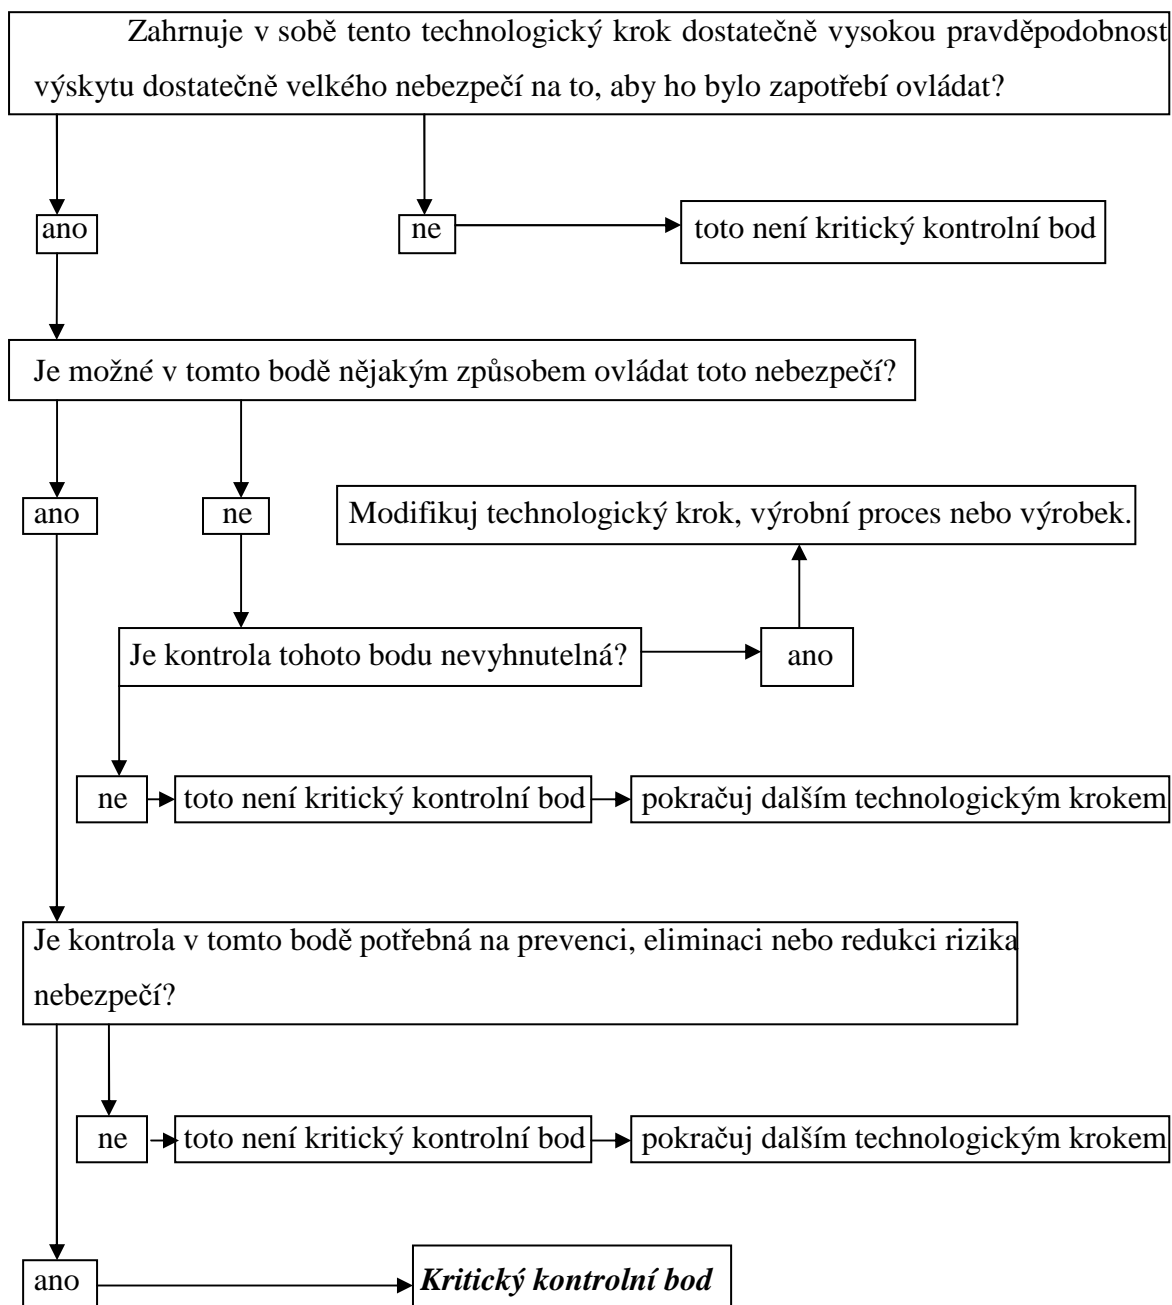 Zahrnuje v sobě tento technologický krok dostatečně vysokou pravděpodobnost
výskytu dostatečně velkého nebezpečí na to, aby ho bylo zapotřebí ovládat?
ano
ne
toto není kritický kontrolní bod
Je možné v tomto bodě nějakým způsobem ovládat toto nebezpečí?
ano
ne
Modifikuj technologický krok, výrobní proces nebo výrobek.
Je kontrola tohoto bodu nevyhnutelná?
ano
ne
toto není kritický kontrolní bod
pokračuj dalším technologickým krokem
Je kontrola v tomto bodě potřebná na prevenci, eliminaci nebo redukci rizika
nebezpečí?
ne
toto není kritický kontrolní bod
pokračuj dalším technologickým krokem
ano
Kritický kontrolní bod